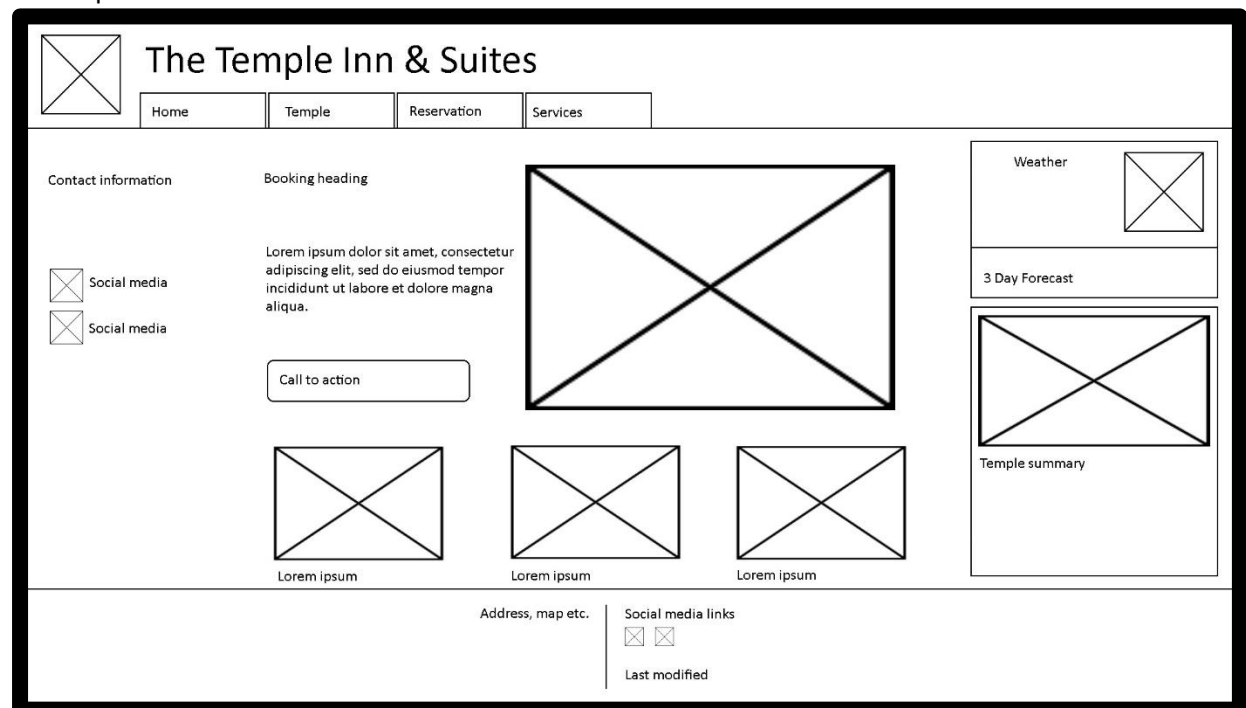 The Temple Inn & Suites
Home
Temple
Reservation
Services
Contact information
Social media
Social media
Booking heading
Lorem ipsum dolor sit amet, consectetur
adipiscing elit, sed do eiusmod tempor
incididunt ut labore et dolore magna
aliqua.
Call to action
Lorem ipsum
Lorem ipsum
Lorem ipsum
Weather
3 Day Forecast
Temple summary
Address, map etc.
Social media links
Last modified